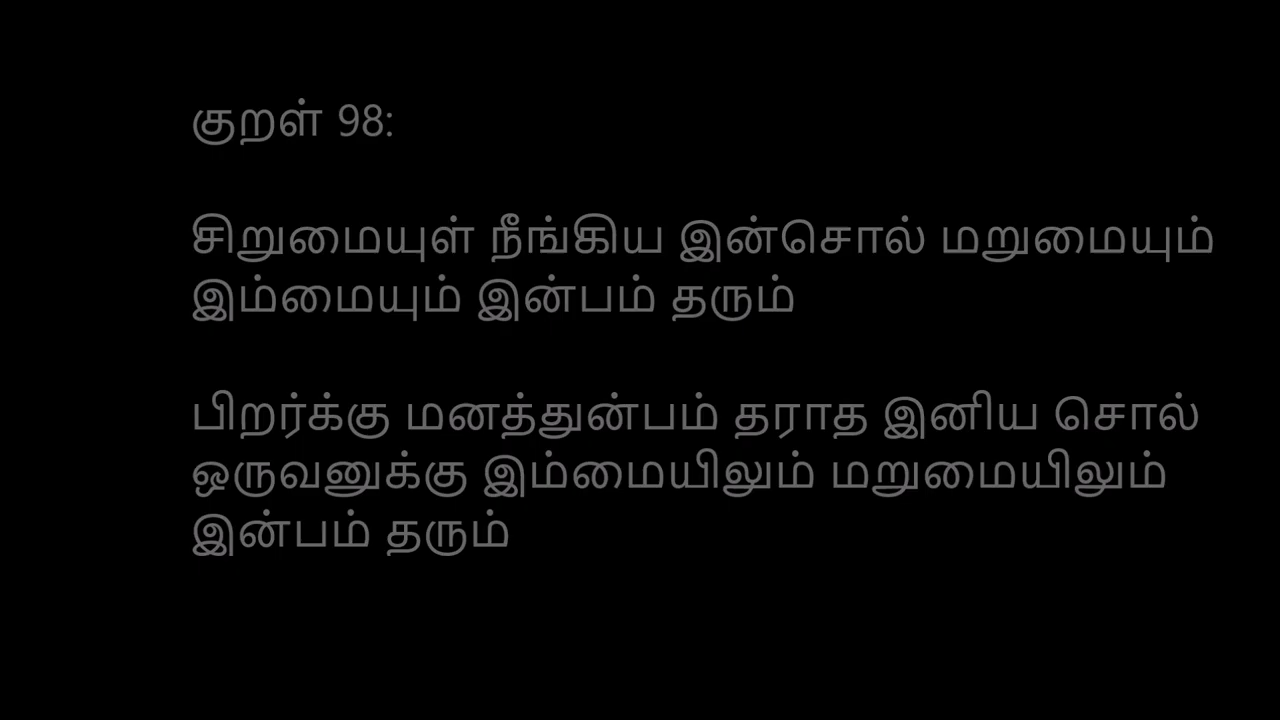 குறள் 98:
சிறுமையுள் நீங்கிய இன்சொல் மறுமையும்
இம்மையும் இன்பம் தரும்
பிறர்க்கு மனத்துன்பம் தராத இனிய சொல்
ஒருவனுக்கு இம்மையிலும் மறுமையிலும்
இன்பம் தரும்